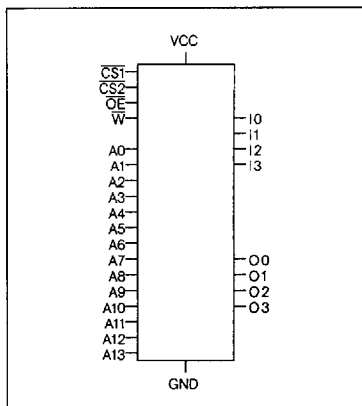 VCC
CS1
CS2
OE
W
A0
A1
A2
A3
A4
A5
A6
A7
A8
A9
A10
A11
A12
A13
I0
I1
I2
I3
O0
O1
O2
O3
GND